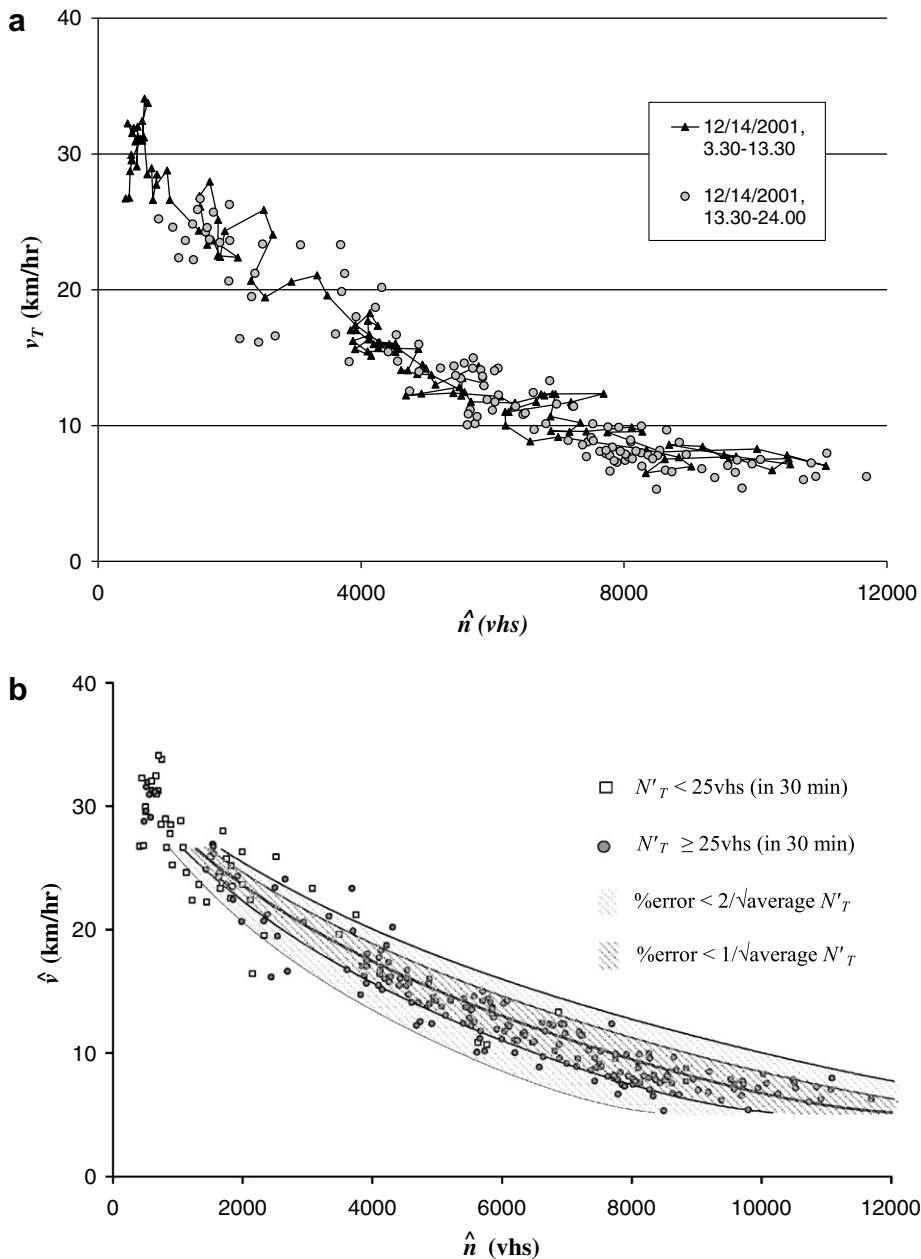 a
40
30
20
10
0
v_T (km/hr)
12/14/2001,
3.30-13.30
12/14/2001,
13.30-24.00
0 4000 8000 12000
n̂ (vhs)
b
40
30
20
10
0
v̂ (km/hr)
N'_T < 25vhs (in 30 min)
N'_T ≥ 25vhs (in 30 min)
%error < 2/√average N'_T
%error < 1/√average N'_T
0 2000 4000 6000 8000 10000 12000
n̂ (vhs)